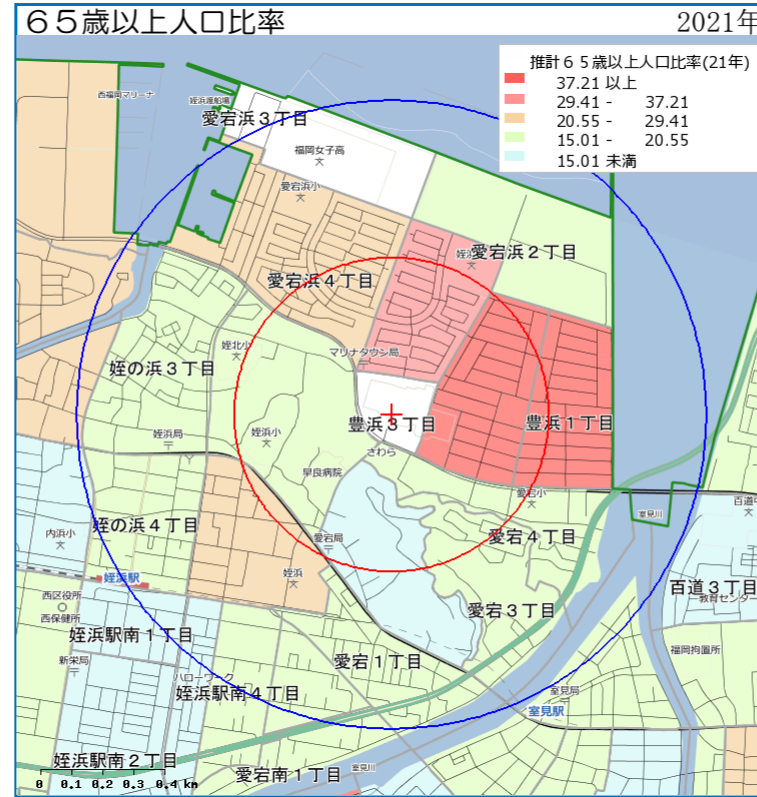 65歳以上人口比率 2021年
推計65歳以上人口比率(21年)
37.21 以上
29.41 - 37.21
20.55 - 29.41
15.01 - 20.55
15.01 未満
西福岡マリーナ
姪浜渡船場
愛宕浜3丁目
福岡女子高
愛宕浜小
愛宕浜2丁目
愛宕浜4丁目
姪北小
マリナタウン局
姪の浜3丁目
豊浜3丁目
豊浜1丁目
姪浜局
姪浜小
さわら
早良病院
愛宕小
百道中
室見川
姪の浜4丁目
内浜小
愛宕局
愛宕4丁目
姪浜駅
姪浜
百道3丁目
教育センター
西区役所
西保健所
愛宕3丁目
姪浜駅南1丁目
福岡拘置所
新栄局
愛宕1丁目
ハローワーク
姪浜駅南4丁目
室見局
室見駅
姪浜駅南2丁目
愛宕南1丁目
室見川
0 0.1 0.2 0.3 0.4 km